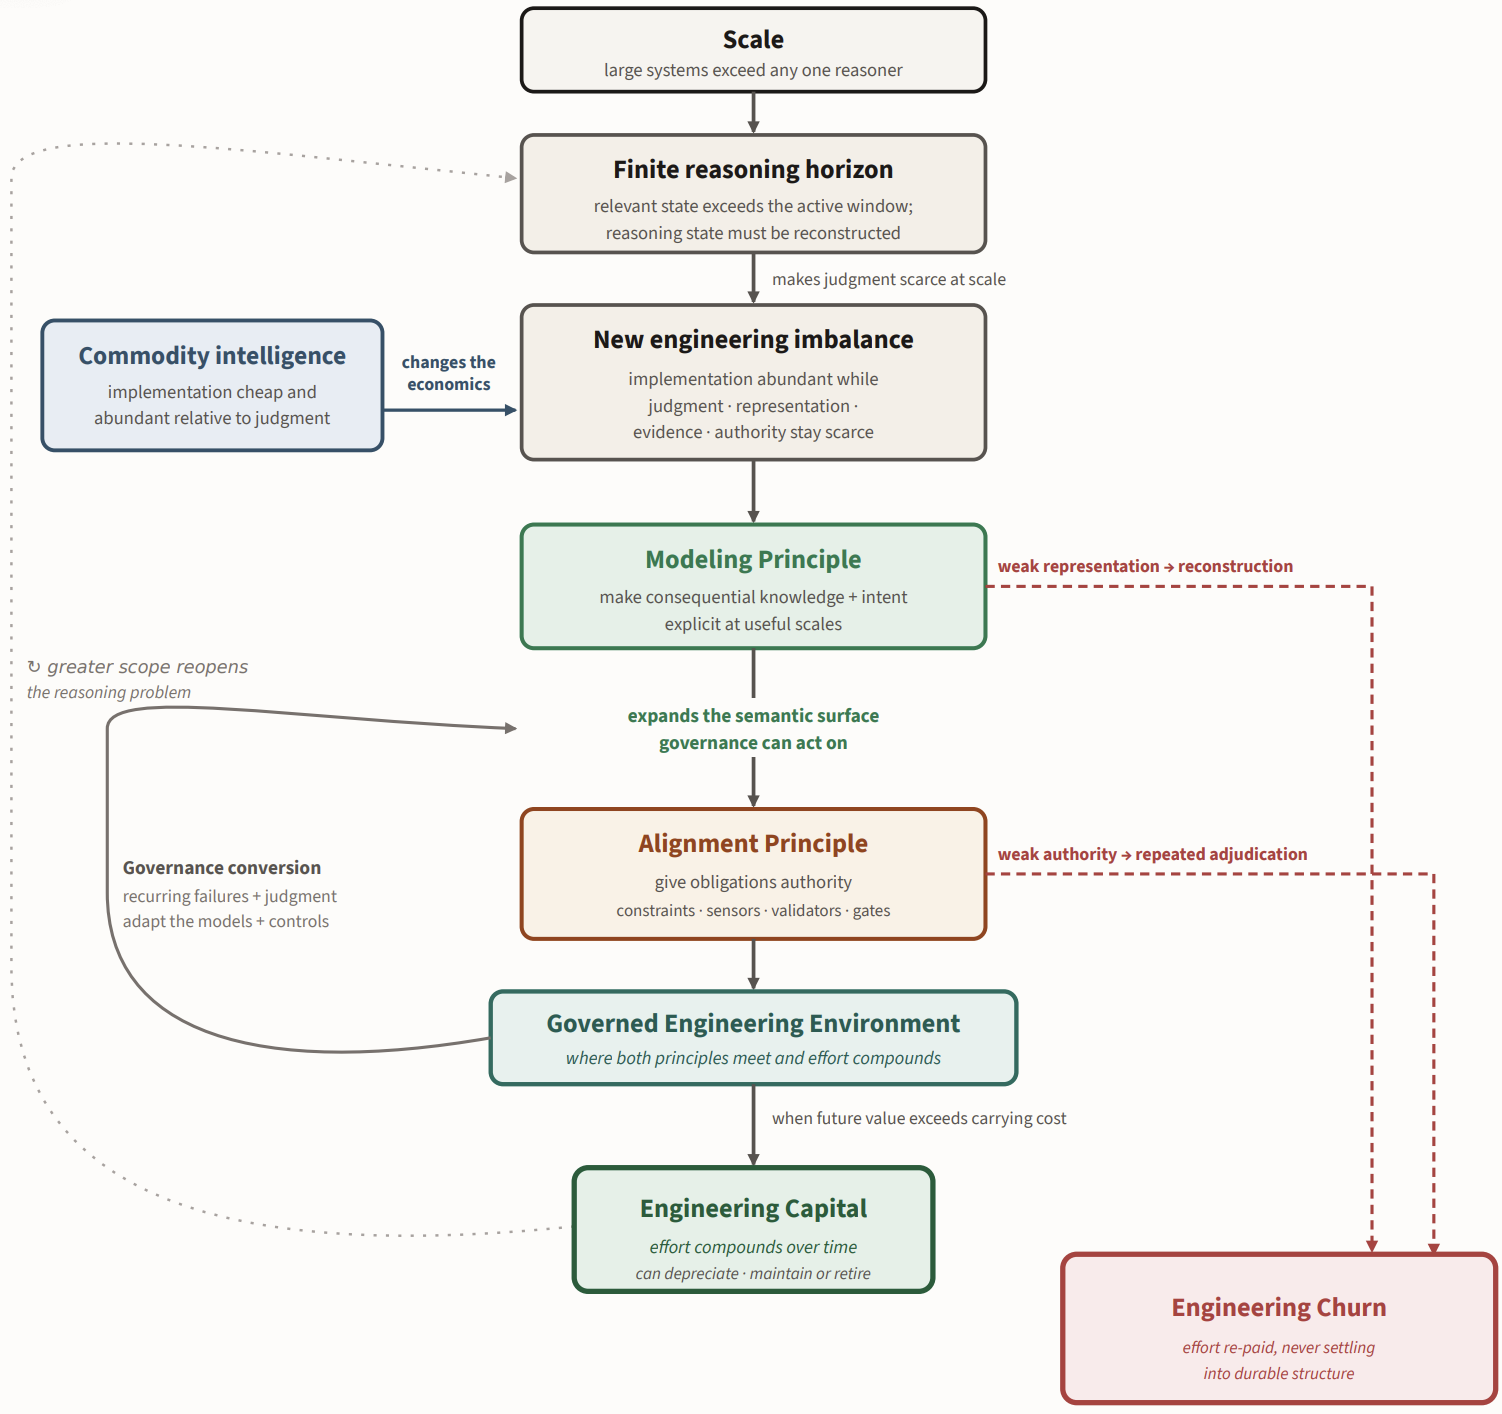 Scale
large systems exceed any one reasoner
Finite reasoning horizon
relevant state exceeds the active window;
reasoning state must be reconstructed
makes judgment scarce at scale
Commodity intelligence
implementation cheap and
abundant relative to judgment
changes the
economics
New engineering imbalance
implementation abundant while
judgment · representation ·
evidence · authority stay scarce
Modeling Principle
make consequential knowledge + intent
explicit at useful scales
weak representation → reconstruction
↻ greater scope reopens
the reasoning problem
expands the semantic surface
governance can act on
Alignment Principle
give obligations authority
constraints · sensors · validators · gates
weak authority → repeated adjudication
Governance conversion
recurring failures + judgment
adapt the models + controls
Governed Engineering Environment
where both principles meet and effort compounds
when future value exceeds carrying cost
Engineering Capital
effort compounds over time
can depreciate · maintain or retire
Engineering Churn
effort re-paid, never settling
into durable structure